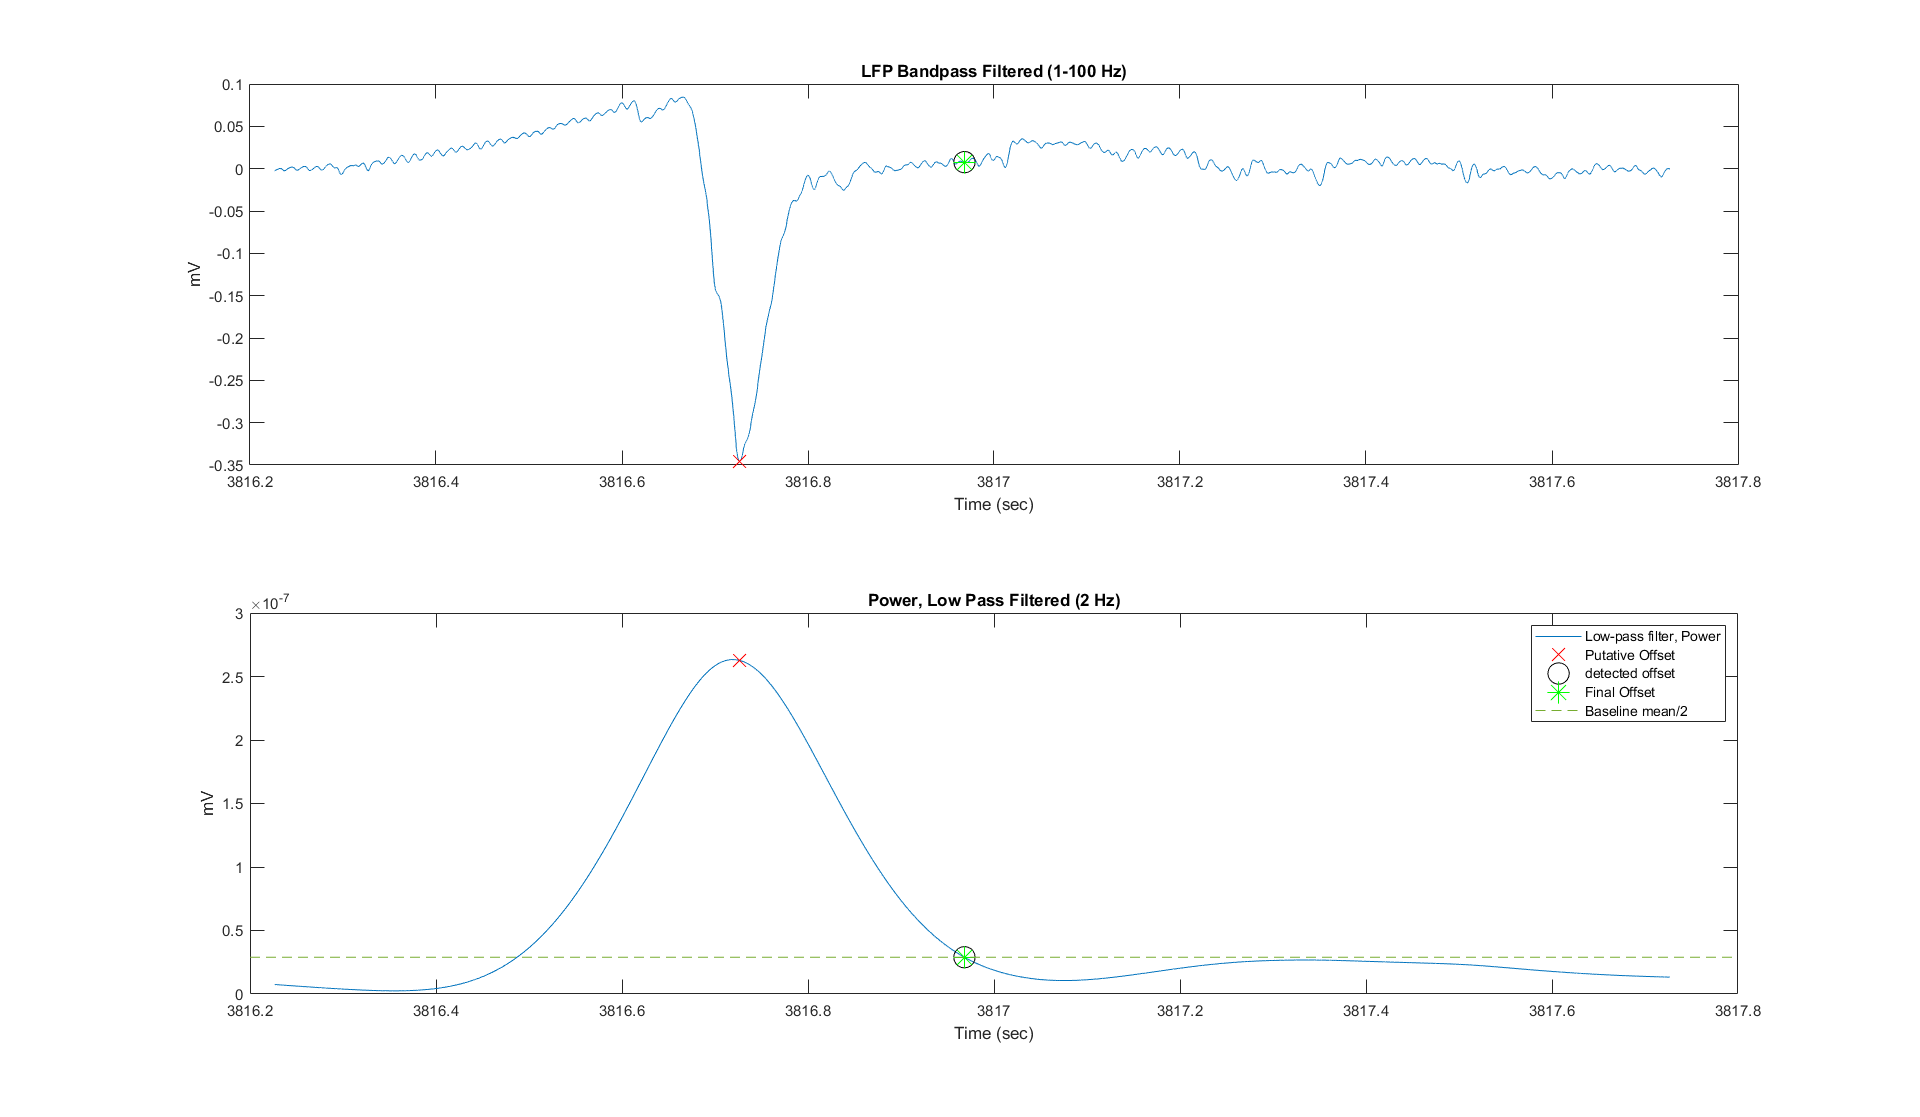 LFP Bandpass Filtered (1-100 Hz)
0.1
0.05
0
-0.05
-0.1
-0.15
-0.2
-0.25
-0.3
-0.35
mV
3816.2 3816.4 3816.6 3816.8 3817 3817.2 3817.4 3817.6 3817.8
Time (sec)
Power, Low Pass Filtered (2 Hz)
×10-7
3
2.5
2
1.5
1
0.5
0
mV
Low-pass filter, Power
Putative Offset
detected offset
Final Offset
Baseline mean/2
3816.2 3816.4 3816.6 3816.8 3817 3817.2 3817.4 3817.6 3817.8
Time (sec)